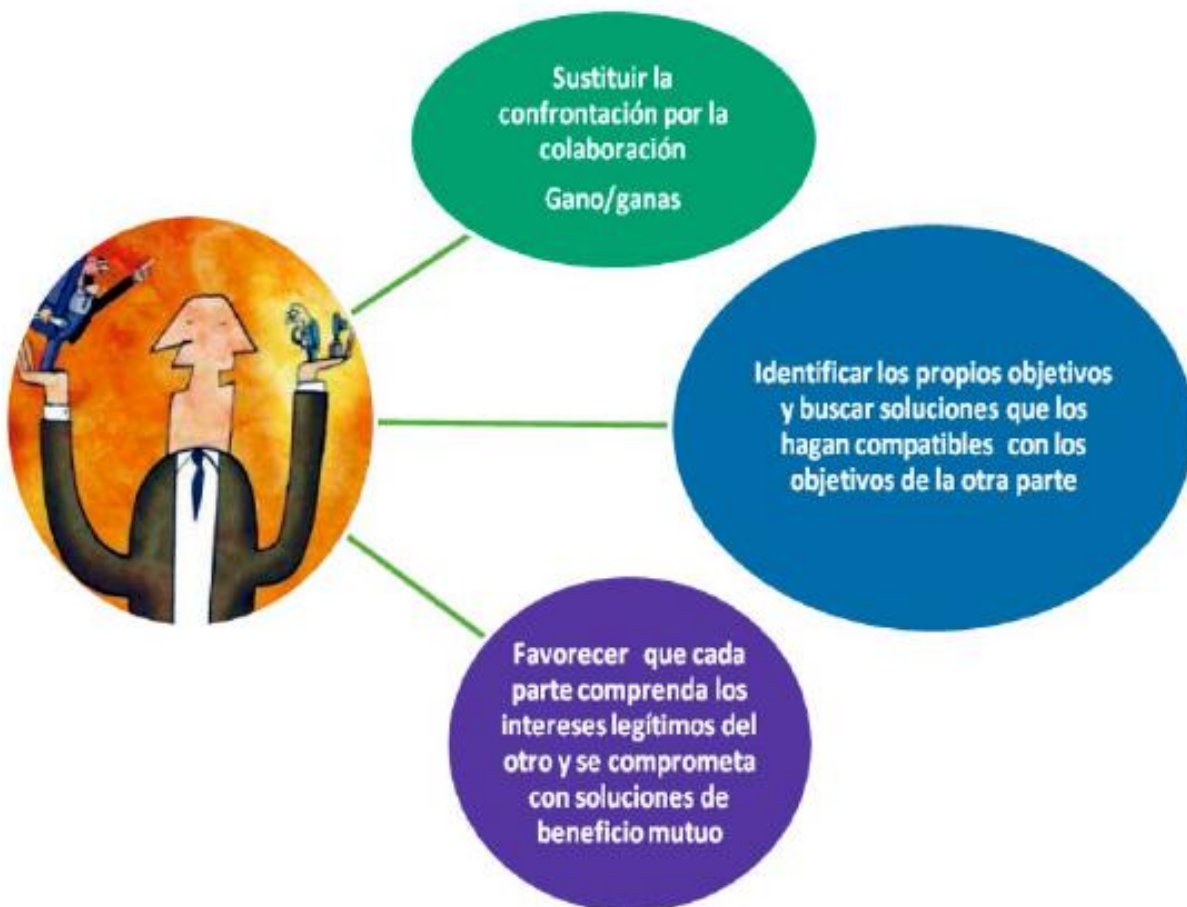 Sustituir la
confrontación por la
colaboración
Gano/ganas
Identificar los propios objetivos
y buscar soluciones que los
hagan compatibles con los
objetivos de la otra parte
Favorecer que cada
parte comprenda los
intereses legítimos del
otro y se comprometa
con soluciones de
beneficio mutuo